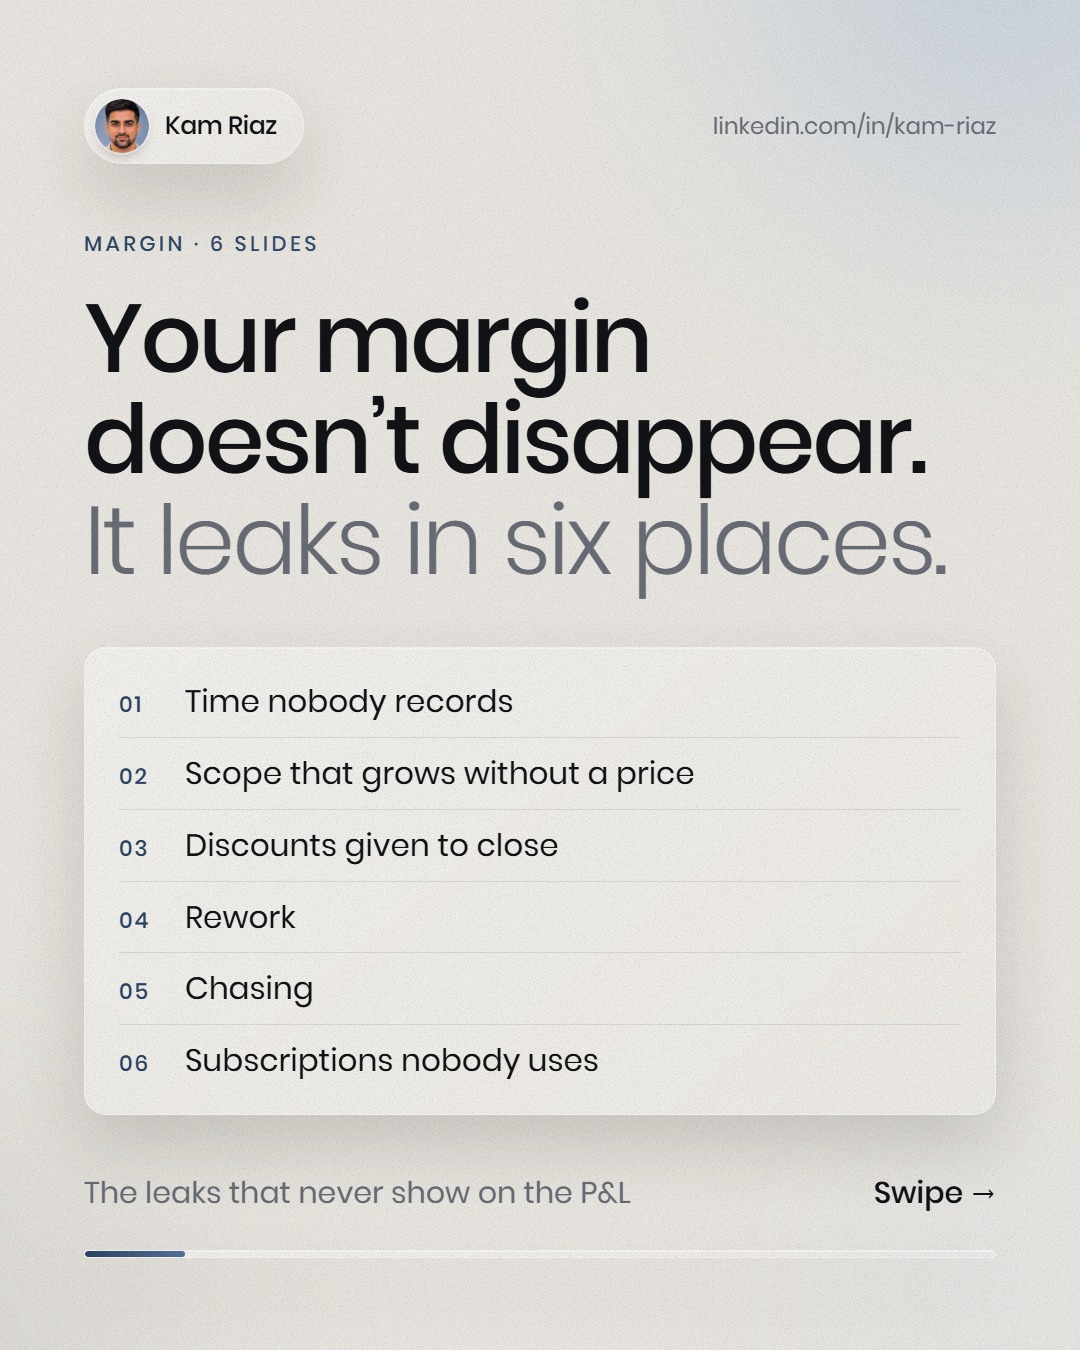 Kam Riaz
linkedin.com/in/kam-riaz
MARGIN · 6 SLIDES
Your margin
doesn’t disappear.
It leaks in six places.
01 Time nobody records
02 Scope that grows without a price
03 Discounts given to close
04 Rework
05 Chasing
06 Subscriptions nobody uses
The leaks that never show on the P&L
Swipe →